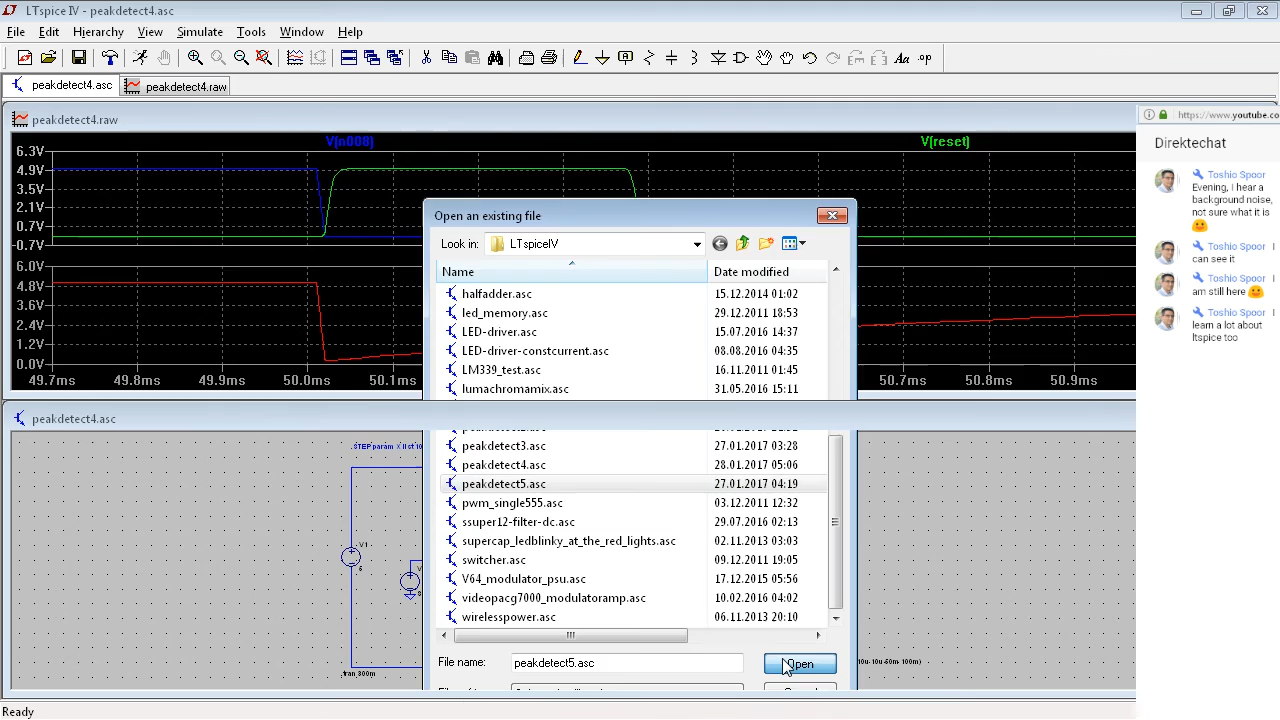 LTspice IV - peakdetect4.asc
File Edit Hierarchy View Simulate Tools Window Help
peakdetect4.asc
peakdetect4.raw
peakdetect4.raw
V(n008)
V(reset)
6.3V
4.9V
3.5V
2.1V
0.7V
-0.7V
6.0V
4.8V
3.6V
2.4V
1.2V
0.0V
49.7ms 49.8ms 49.9ms 50.0ms 50.1ms 50.7ms 50.8ms 50.9ms
Open an existing file
Look in: LTspiceIV
Name Date modified
halfadder.asc 15.12.2014 01:02
led_memory.asc 29.12.2011 18:53
LED-driver.asc 15.07.2016 14:37
LED-driver-constcurrent.asc 08.08.2016 04:35
LM339_test.asc 16.11.2011 01:45
lumachromamix.asc 31.05.2016 15:11
peakdetect3.asc 27.01.2017 03:28
peakdetect4.asc 28.01.2017 05:06
peakdetect5.asc 27.01.2017 04:19
pwm_single555.asc 03.12.2011 12:32
ssuper12-filter-dc.asc 29.07.2016 02:13
supercap_ledblinky_at_the_red_lights.asc 02.11.2013 03:03
switcher.asc 09.12.2011 19:05
V64_modulator_psu.asc 17.12.2015 05:56
videopacg7000_modulatoramp.asc 10.02.2016 04:02
wirelesspower.asc 06.11.2013 20:10
File name: peakdetect5.asc
Open
peakdetect4.asc
V1
.tran 300m
https://www.youtube.co
Direktechat
Toshio Spoor
Evening, I hear a
background noise,
not sure what it is
Toshio Spoor
can see it
Toshio Spoor
am still here
Toshio Spoor
learn a lot about
ltspice too
Ready